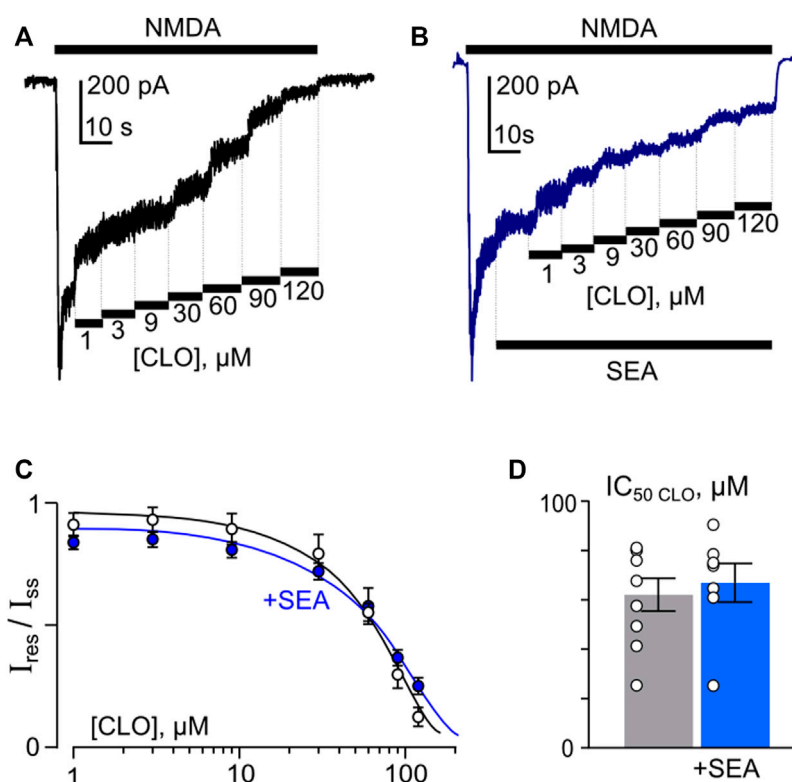 A
NMDA
200 pA
10 s
1
3
9
30
60
90
120
[CLO], µM
B
NMDA
200 pA
10s
1
3
9
30
60
90
120
[CLO], µM
SEA
C
1
I res / I ss
+SEA
[CLO], µM
0
1
10
100
D
IC50 CLO, µM
100
0
+SEA